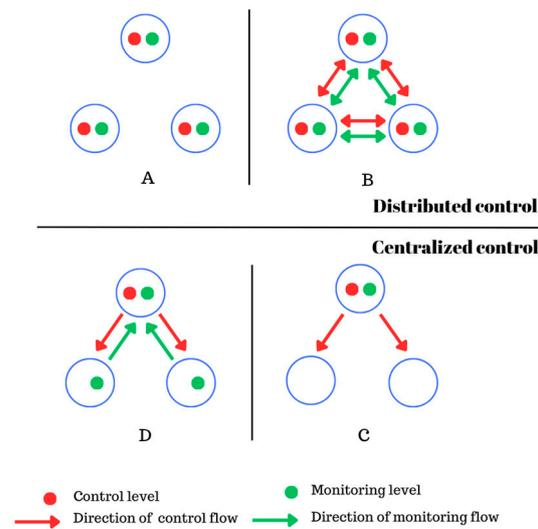 A
B
Distributed control
Centralized control
D
C
Control level
Monitoring level
Direction of control flow
Direction of monitoring flow